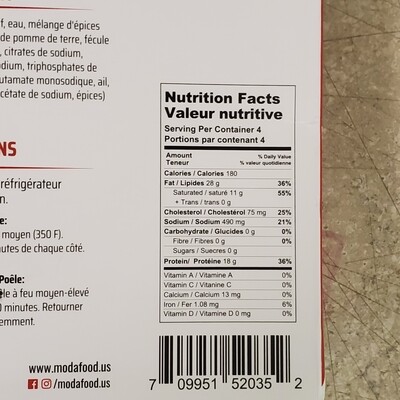 f, eau, mélange d'épices
de pomme de terre, fécule
, citrates de sodium,
dium, triphosphates de
utamate monosodique, ail,
cétate de sodium, épices)
NS
réfrigérateur
n.
e:
moyen (350 F).
nutes de chaque côté.
Poêle:
le à feu moyen-élevé
0 minutes. Retourner
emment.
www.modafood.us
/modafood.us
Nutrition Facts
Valeur nutritive
Serving Per Container 4
Portions par contenant 4
Amount % Daily Value
Teneur % valeur quotidienne
Calories / Calories 180
Fat / Lipides 28 g 36%
Saturated / saturé 11 g 55%
+ Trans / trans 0 g
Cholesterol / Cholestérol 75 mg 25%
Sodium / Sodium 490 mg 21%
Carbohydrate / Glucides 0 g 0%
Fibre / Fibres 0 g 0%
Sugars / Suecres 0 g
Protein/ Protéine 18 g 36%
Vitamin A / Vitamine A 0%
Vitamin C / Vitanine C 0%
Calcium / Calcium 13 mg 0%
Iron / Fer 1.08 mg 6%
Vitamin D / Vitamine D 0 mg 0%
7 09951 52035 2